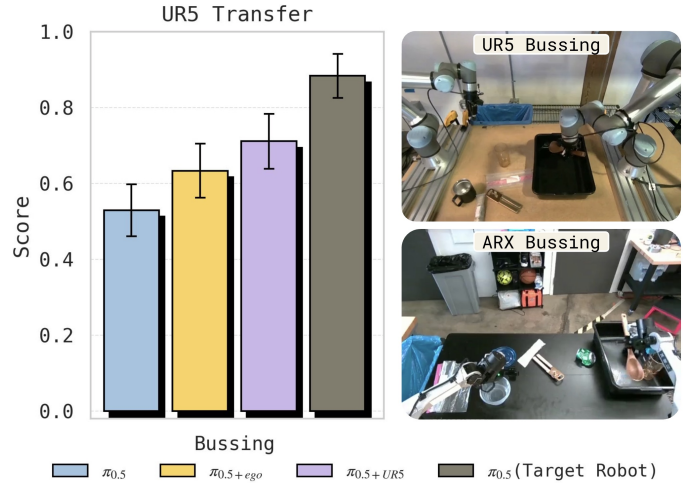 UR5 Transfer
1.0
0.8
0.6
0.4
0.2
0.0
Score
Bussing
UR5 Bussing
ARX Bussing
π0.5
π0.5+ego
π0.5+UR5
π0.5(Target Robot)